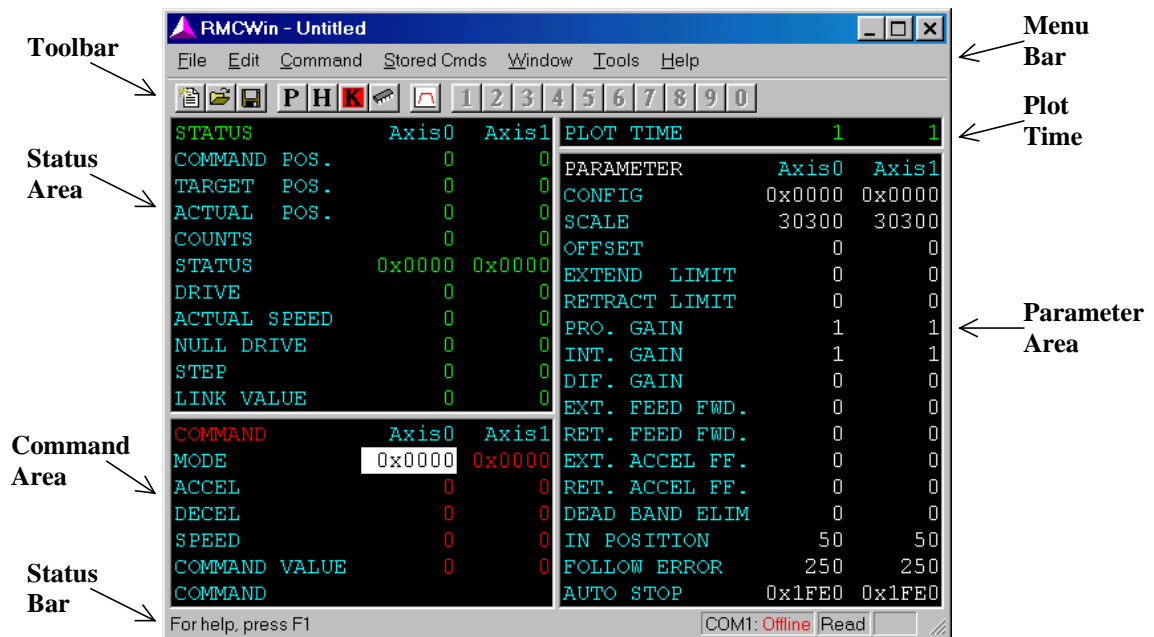 RMCWin - Untitled
Toolbar
Menu Bar
File Edit Command Stored Cmds Window Tools Help
P H K 1 2 3 4 5 6 7 8 9 0
Plot Time
Status Area
STATUS Axis0 Axis1
COMMAND POS. 0 0
TARGET POS. 0 0
ACTUAL POS. 0 0
COUNTS 0 0
STATUS 0x0000 0x0000
DRIVE 0 0
ACTUAL SPEED 0 0
NULL DRIVE 0 0
STEP 0 0
LINK VALUE 0 0
PLOT TIME 1 1
Parameter Area
PARAMETER Axis0 Axis1
CONFIG 0x0000 0x0000
SCALE 30300 30300
OFFSET 0 0
EXTEND LIMIT 0 0
RETRACT LIMIT 0 0
PRO. GAIN 1 1
INT. GAIN 1 1
DIF. GAIN 0 0
EXT. FEED FWD. 0 0
RET. FEED FWD. 0 0
EXT. ACCEL FF. 0 0
RET. ACCEL FF. 0 0
DEAD BAND ELIM 0 0
IN POSITION 50 50
FOLLOW ERROR 250 250
AUTO STOP 0x1FE0 0x1FE0
Command Area
COMMAND Axis0 Axis1
MODE 0x0000 0x0000
ACCEL 0 0
DECEL 0 0
SPEED 0 0
COMMAND VALUE 0 0
COMMAND
Status Bar
For help, press F1
COM1: Offline Read